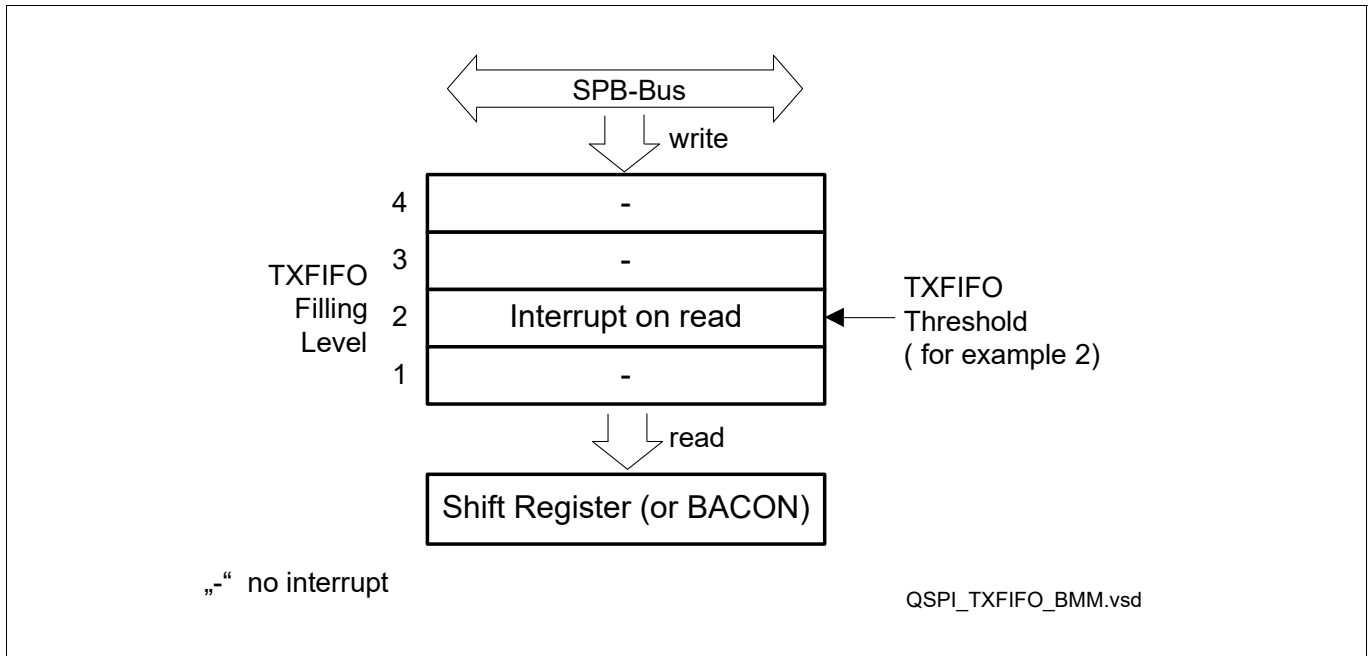 SPB-Bus
write
4
-
3
-
TXFIFO
Filling
Level
2
Interrupt on read
TXFIFO
Threshold
( for example 2)
1
-
read
Shift Register (or BACON)
„-“ no interrupt
QSPI_TXFIFO_BMM.vsd